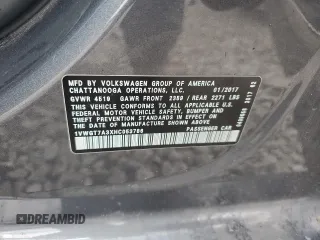 MFD. BY VOLKSWAGEN GROUP OF AMERICA
CHATTANOOGA OPERATIONS, LLC. 01/2017
GVWR 4519 GAWR FRONT 2359 / REAR 2271 LBS
THIS VEHICLE CONFORMS TO ALL APPLICABLE
FEDERAL MOTOR VEHICLE SAFETY, BUMPER AND
THEFT PREVENTION STANDARDS IN EFFECT ON
THE DATE OF MANUFACTURE SHOWN ABOVE.
1VWGT7A3XHC053786 PASSENGER CAR
DREAMBID